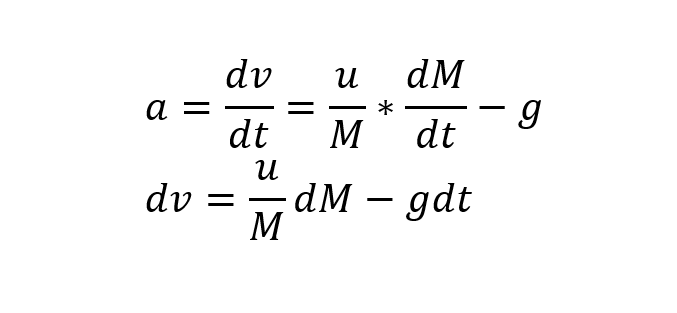 a = dv/dt = u/M * dM/dt − g
dv = u/M dM − gdt